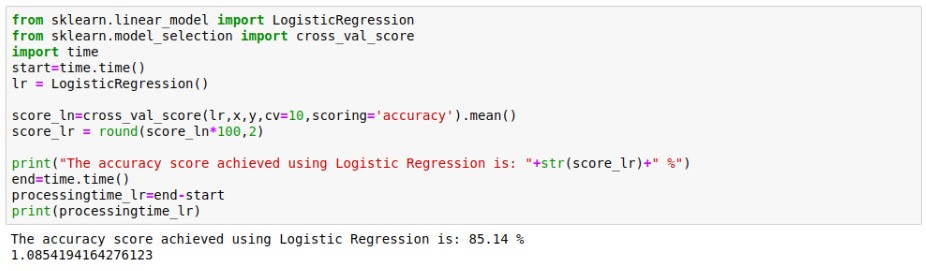 from sklearn.linear_model import LogisticRegression
from sklearn.model_selection import cross_val_score
import time
start=time.time()
lr = LogisticRegression()
score_ln=cross_val_score(lr,x,y,cv=10,scoring='accuracy').mean()
score_lr = round(score_ln*100,2)
print("The accuracy score achieved using Logistic Regression is: "+str(score_lr)+" %")
end=time.time()
processingtime_lr=end-start
print(processingtime_lr)
The accuracy score achieved using Logistic Regression is: 85.14 %
1.0854194164276123